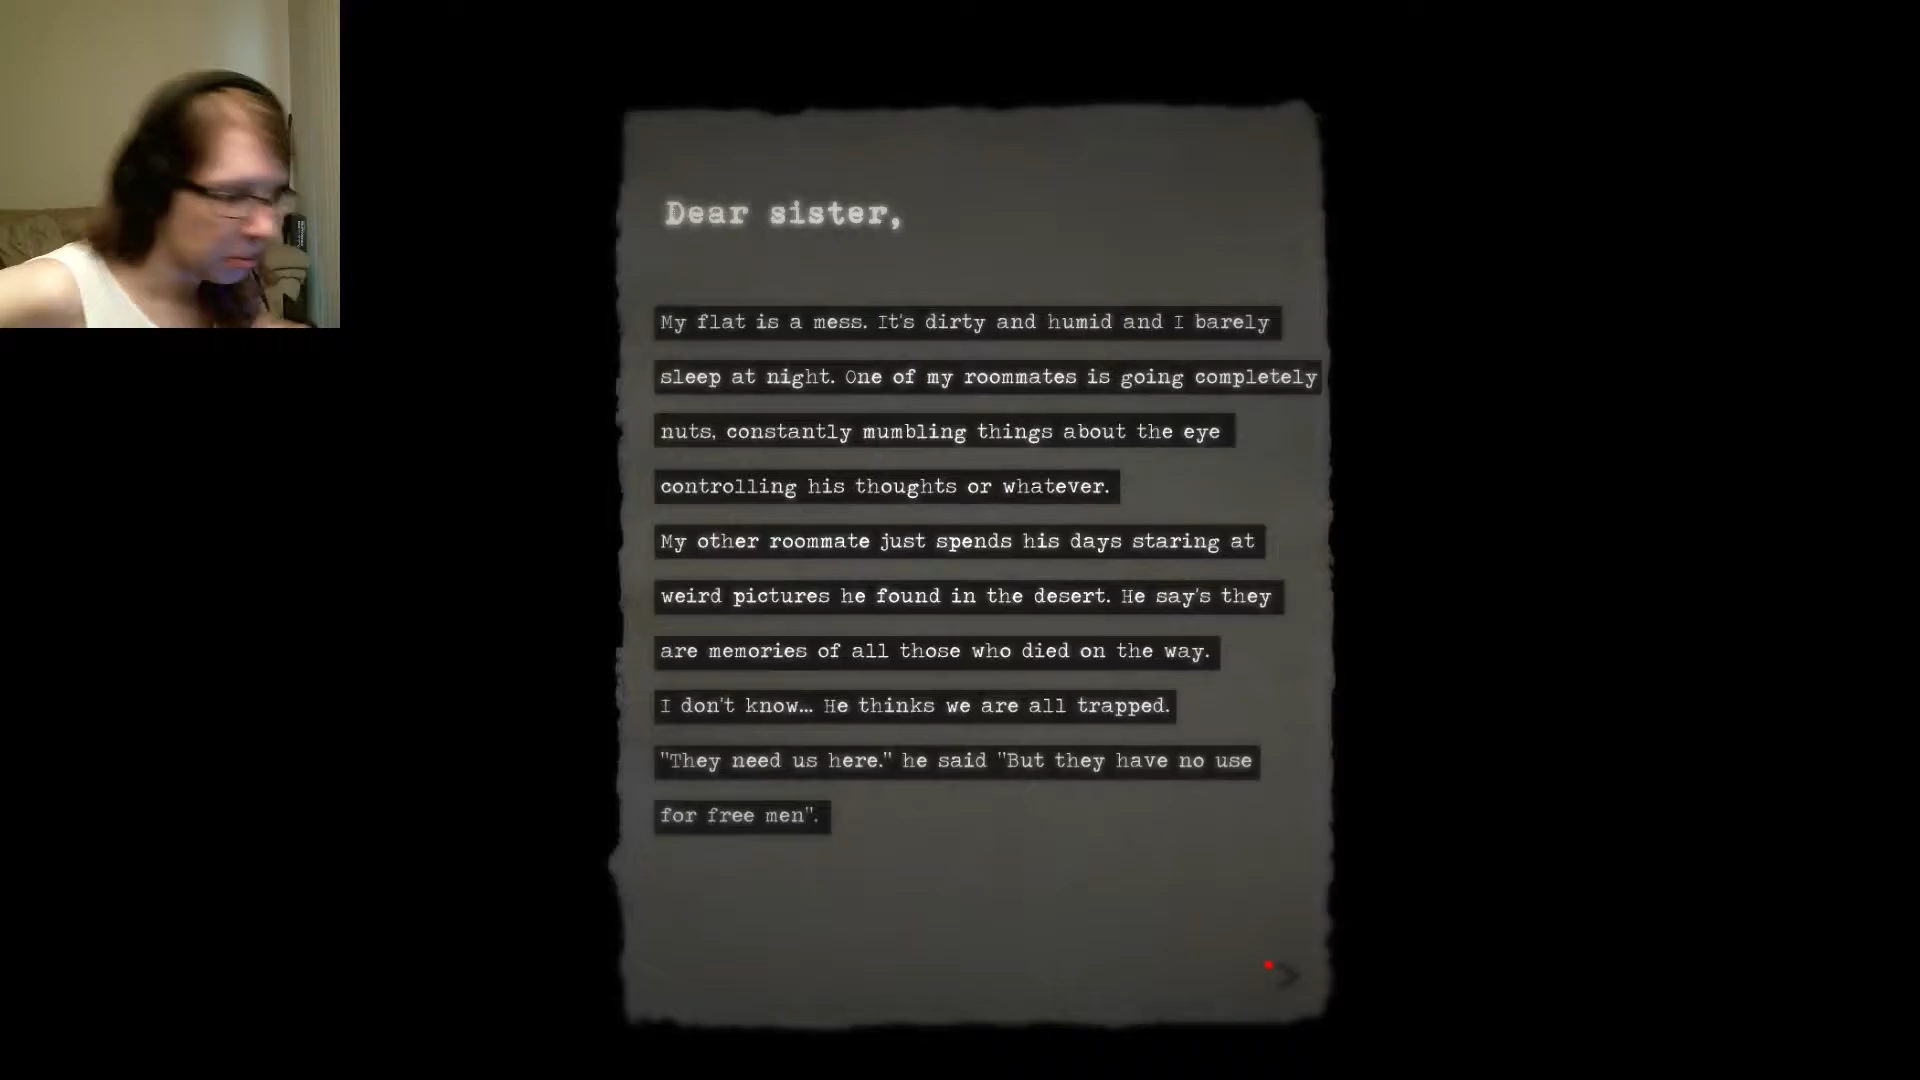 Dear sister,
My flat is a mess. It's dirty and humid and I barely
sleep at night. One of my roommates is going completely
nuts, constantly mumbling things about the eye
controlling his thoughts or whatever.
My other roommate just spends his days staring at
weird pictures he found in the desert. He say's they
are memories of all those who died on the way.
I don't know... He thinks we are all trapped.
"They need us here." he said "But they have no use
for free men".